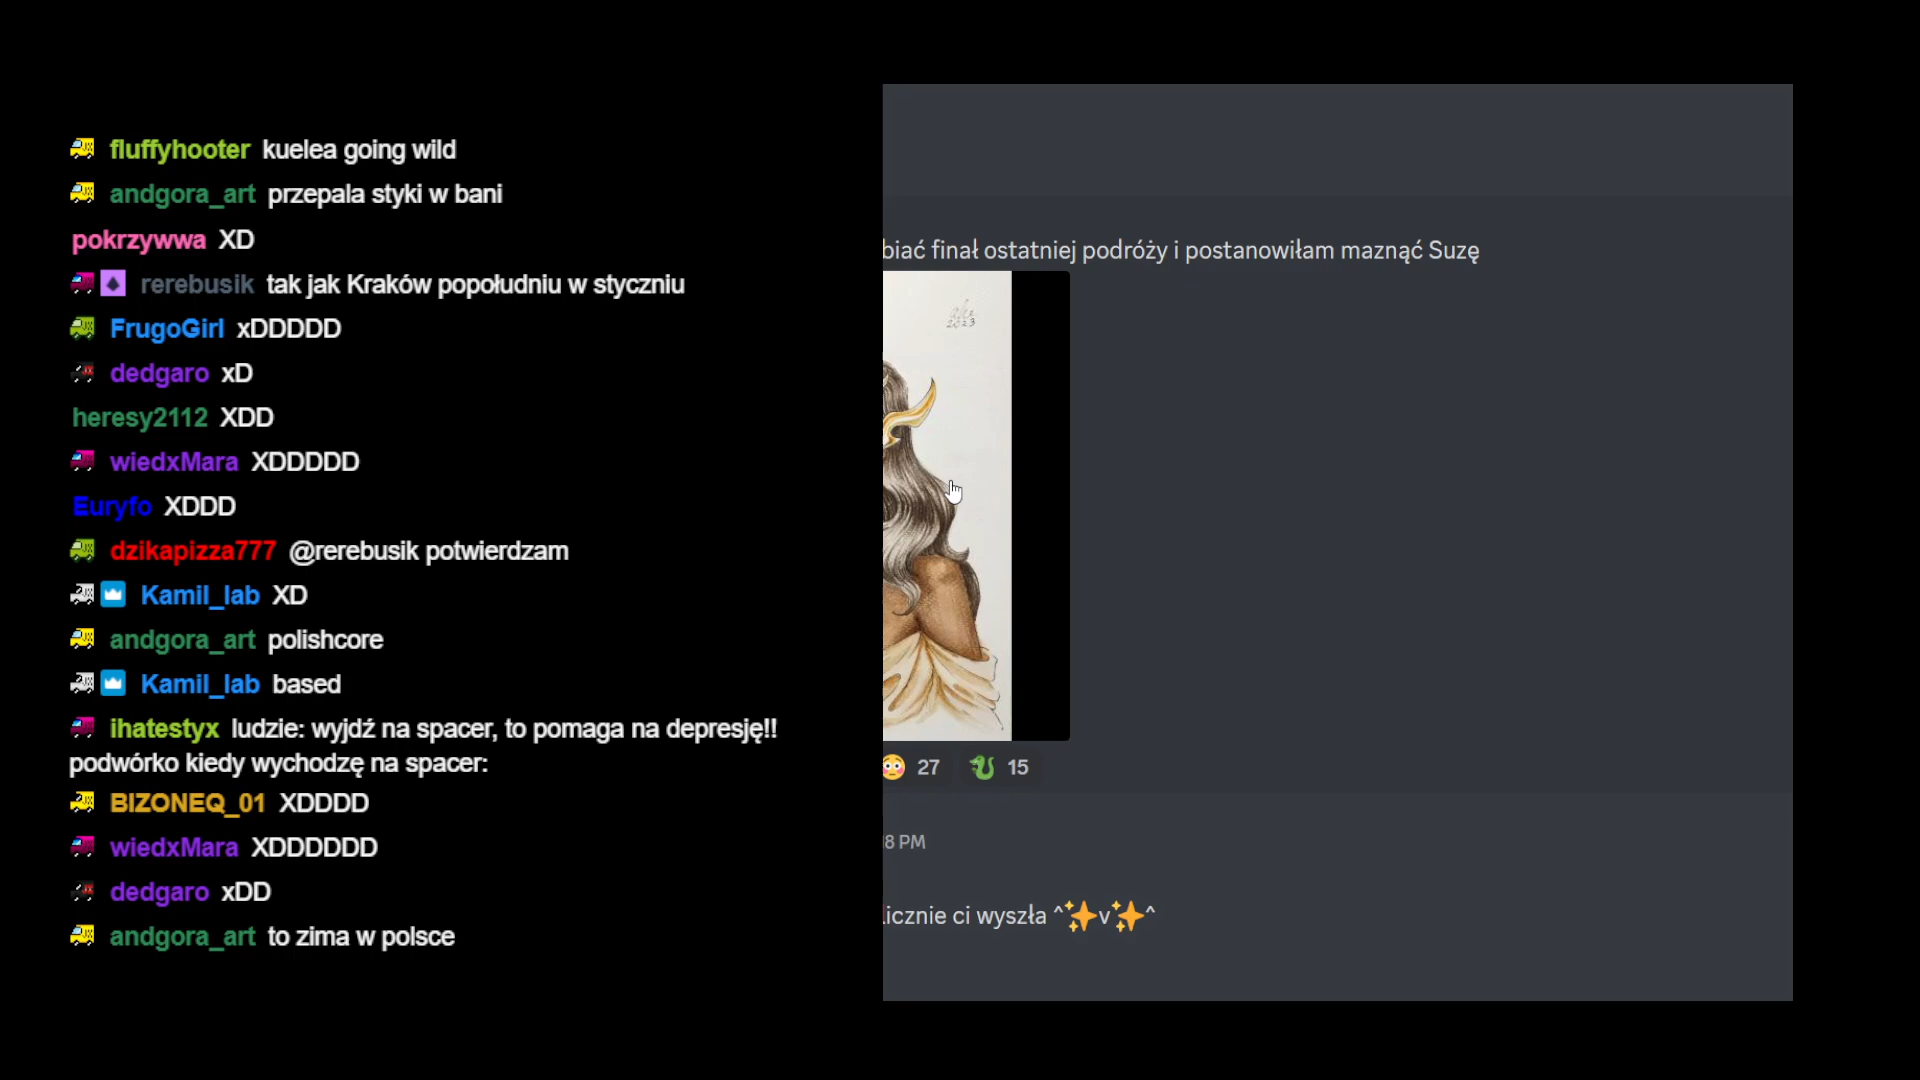 fluffyhooter kuelea going wild
andgora_art przepala styki w bani
pokrzywwa XD
rerebusik tak jak Kraków popołudniu w styczniu
FrugoGirl xDDDDD
dedgaro xD
heresy2112 XDD
wiedxMara XDDDDD
Euryfo XDDD
dzikapizza777 @rerebusik potwierdzam
Kamil_lab XD
andgora_art polishcore
Kamil_lab based
ihatestyx ludzie: wyjdź na spacer, to pomaga na depresję!!
podwórko kiedy wychodzę na spacer:
BIZONEQ_01 XDDDD
wiedxMara XDDDDDD
dedgaro xDD
andgora_art to zima w polsce
biać finał ostatniej podróży i postanowiłam maznąć Suzę
2023
27 15
8 PM
licznie ci wyszła ^✨v✨^